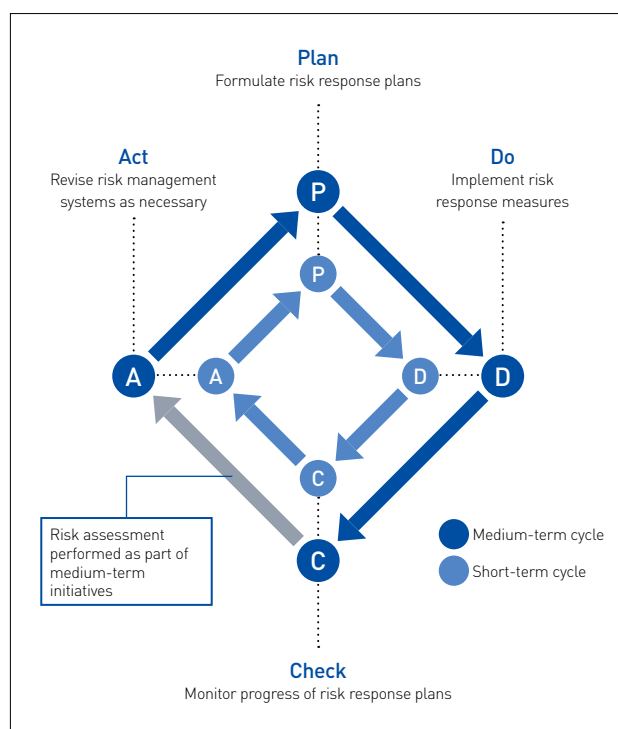 Plan
Formulate risk response plans
Act
Revise risk management
systems as necessary
Do
Implement risk
response measures
P
P
A
A
D
D
C
C
Risk assessment
performed as part of
medium-term
initiatives
Medium-term cycle
Short-term cycle
Check
Monitor progress of risk response plans